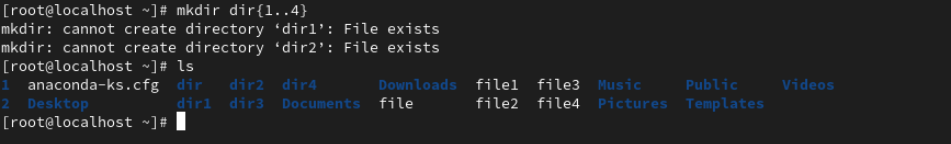 [root@localhost ~]# mkdir dir{1..4}
mkdir: cannot create directory ‘dir1’: File exists
mkdir: cannot create directory ‘dir2’: File exists
[root@localhost ~]# ls
1  anaconda-ks.cfg  dir   dir2  dir4       Downloads  file1  file3  Music     Public     Videos
2  Desktop          dir1  dir3  Documents  file       file2  file4  Pictures  Templates
[root@localhost ~]#